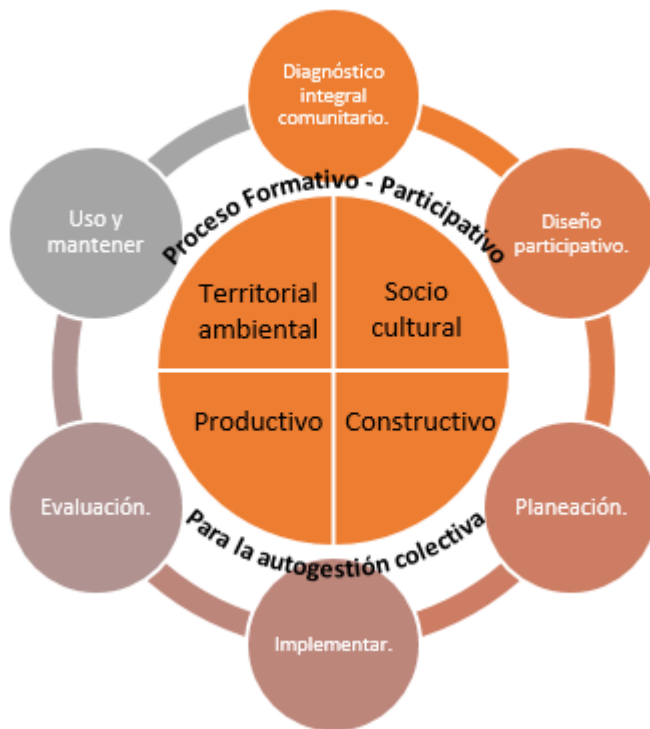 Diagnóstico
integral
comunitario.
Proceso Formativo - Participativo
Uso y
mantener
Diseño
participativo.
Territorial
ambiental
Socio
cultural
Productivo
Constructivo
Evaluación.
Planeación.
Para la autogestión colectiva
Implementar.